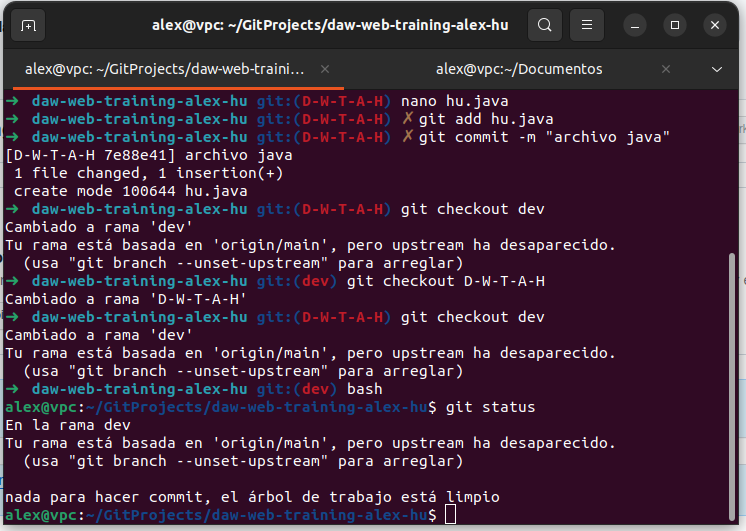 alex@vpc: ~/GitProjects/daw-web-training-alex-hu
alex@vpc: ~/GitProjects/daw-web-traini… × alex@vpc:~/Documentos ×
→ daw-web-training-alex-hu git:(D-W-T-A-H) nano hu.java
→ daw-web-training-alex-hu git:(D-W-T-A-H) ✗ git add hu.java
→ daw-web-training-alex-hu git:(D-W-T-A-H) ✗ git commit -m "archivo java"
[D-W-T-A-H 7e88e41] archivo java
1 file changed, 1 insertion(+)
create mode 100644 hu.java
→ daw-web-training-alex-hu git:(D-W-T-A-H) git checkout dev
Cambiado a rama 'dev'
Tu rama está basada en 'origin/main', pero upstream ha desaparecido.
(usa "git branch --unset-upstream" para arreglar)
→ daw-web-training-alex-hu git:(dev) git checkout D-W-T-A-H
Cambiado a rama 'D-W-T-A-H'
→ daw-web-training-alex-hu git:(D-W-T-A-H) git checkout dev
Cambiado a rama 'dev'
Tu rama está basada en 'origin/main', pero upstream ha desaparecido.
(usa "git branch --unset-upstream" para arreglar)
→ daw-web-training-alex-hu git:(dev) bash
alex@vpc:~/GitProjects/daw-web-training-alex-hu$ git status
En la rama dev
Tu rama está basada en 'origin/main', pero upstream ha desaparecido.
(usa "git branch --unset-upstream" para arreglar)
nada para hacer commit, el árbol de trabajo está limpio
alex@vpc:~/GitProjects/daw-web-training-alex-hu$